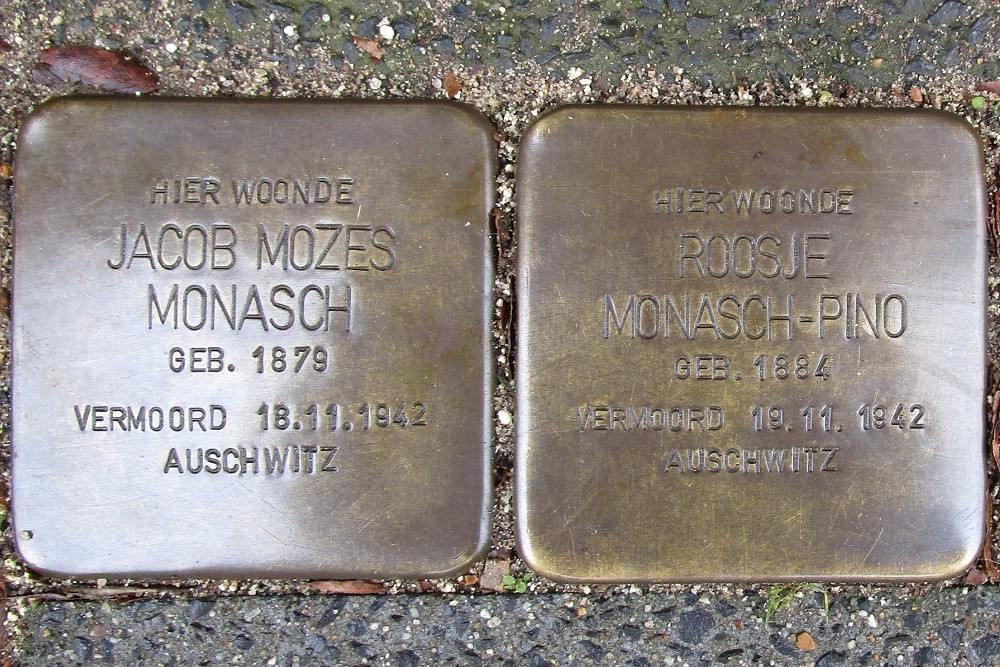 HIER WOONDE
JACOB MOZES
MONASCH
GEB. 1879
VERMOORD 18.11.1942
AUSCHWITZ
HIER WOONDE
ROOSJE
MONASCH-PINO
GEB. 1884
VERMOORD 19.11.1942
AUSCHWITZ